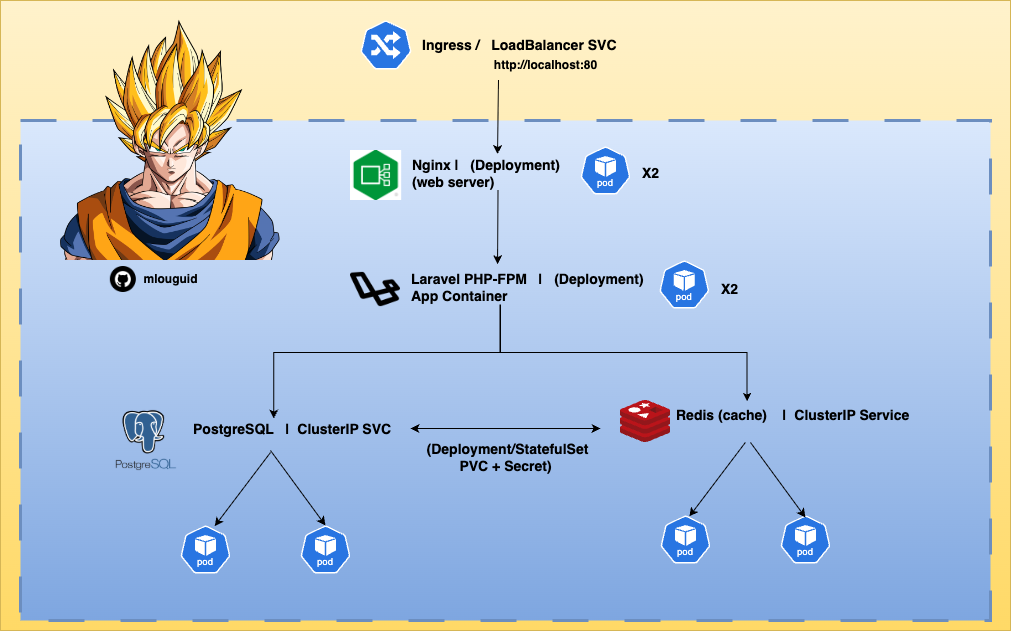 Ingress / LoadBalancer SVC
http://localhost:80
Nginx | (Deployment)
(web server)
pod
X2
mlouguid
Laravel PHP-FPM | (Deployment)
App Container
pod
X2
PostgreSQL
PostgreSQL | ClusterIP SVC
(Deployment/StatefulSet
PVC + Secret)
Redis (cache) | ClusterIP Service
pod
pod
pod
pod